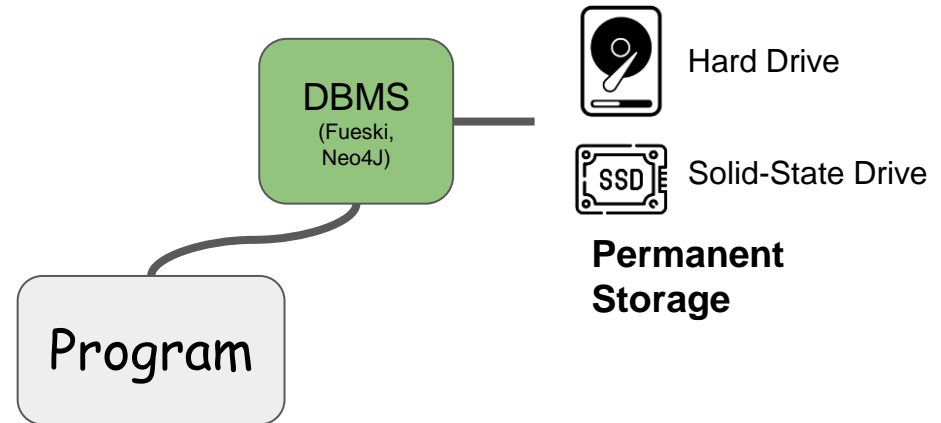 DBMS
(Fueski,
Neo4J)
Hard Drive
SSD
Solid-State Drive
Permanent
Storage
Program